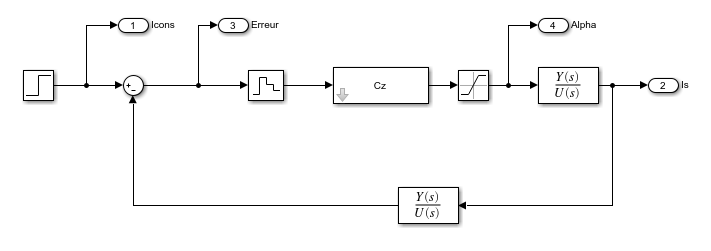 1 Icons
3 Erreur
4 Alpha
+
-
Cz
Y(s)
U(s)
2 Is
Y(s)
U(s)